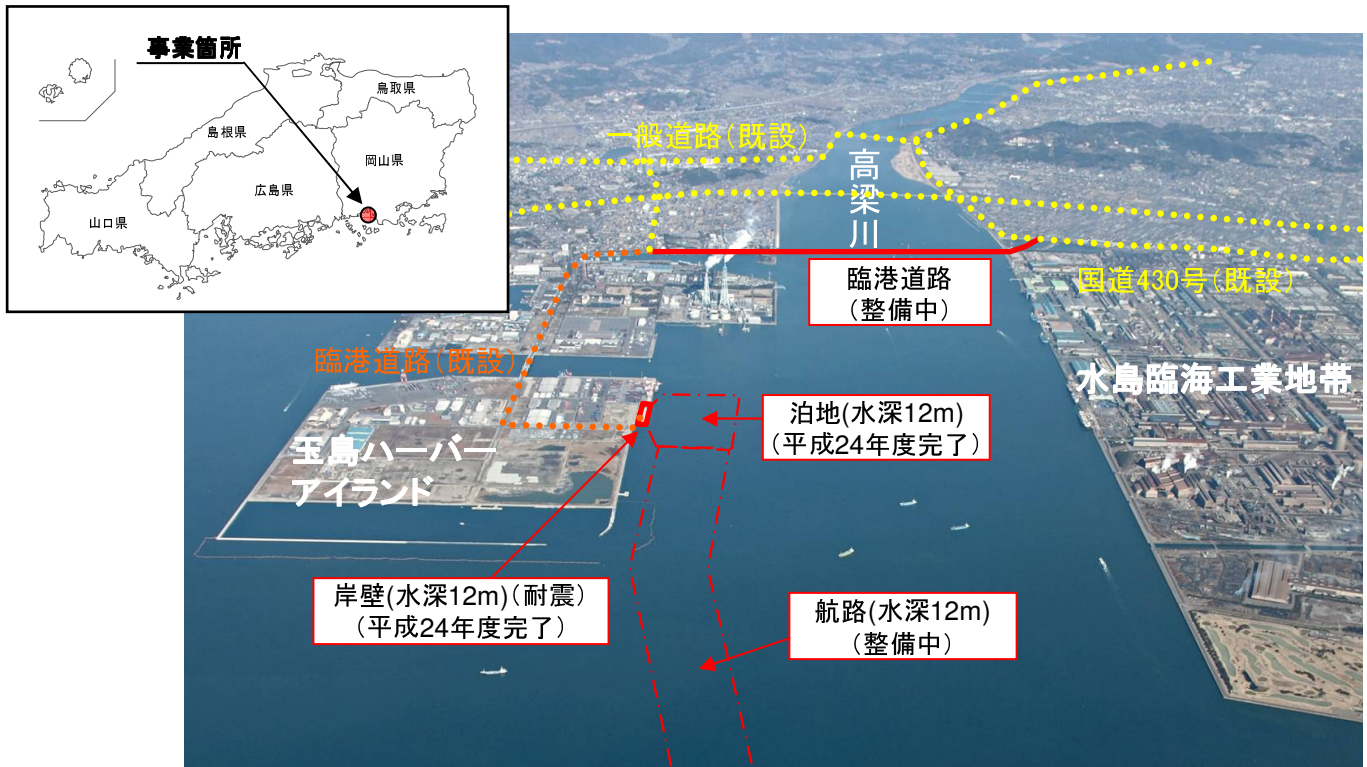 事業箇所
鳥取県
島根県
岡山県
広島県
山口県
一般道路(既設)
高梁川
臨港道路
(整備中)
国道430号(既設)
臨港道路(既設)
水島臨海工業地帯
泊地(水深12m)
(平成24年度完了)
玉島ハーバー
アイランド
岸壁(水深12m)(耐震)
(平成24年度完了)
航路(水深12m)
(整備中)